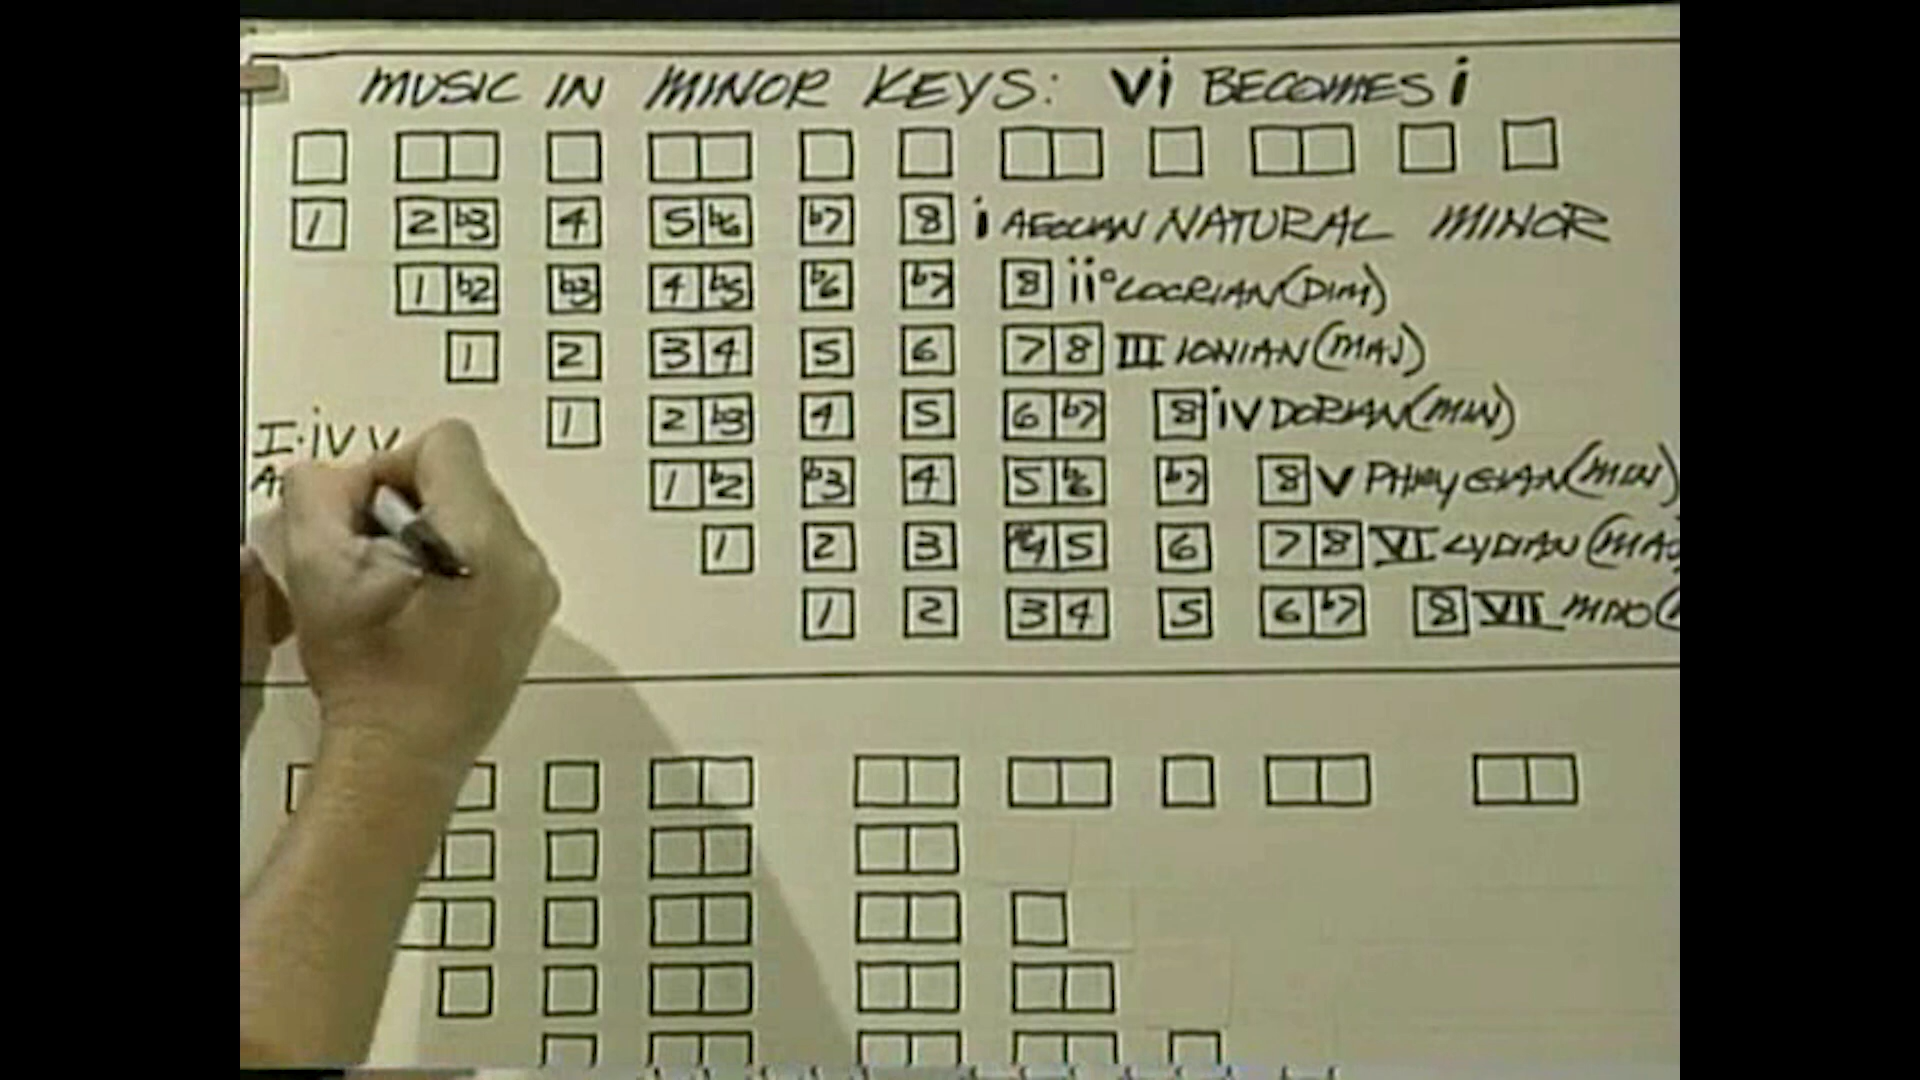 MUSIC IN MINOR KEYS: vi BECOMES i
1 2 b3 4 5 b6 b7 8 i AEOLIAN NATURAL MINOR
1 b2 b3 4 b5 b6 b7 8 ii° LOCRIAN (DIM)
1 2 3 4 5 6 7 8 III IONIAN (MAJ)
I· iV V
1 2 b3 4 5 6 b7 8 iV DORIAN (MIN)
1 b2 b3 4 5 b6 b7 8 V PHRYGIAN (MIN)
1 2 3 #4 5 6 7 8 VI LYDIAN (MAJ
1 2 3 4 5 6 b7 8 VII MIXO (